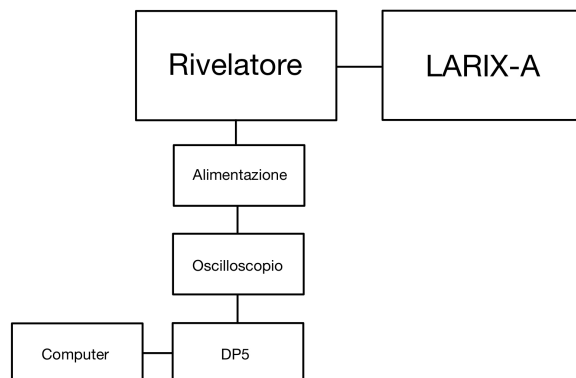 Rivelatore
LARIX-A
Alimentazione
Oscilloscopio
Computer
DP5